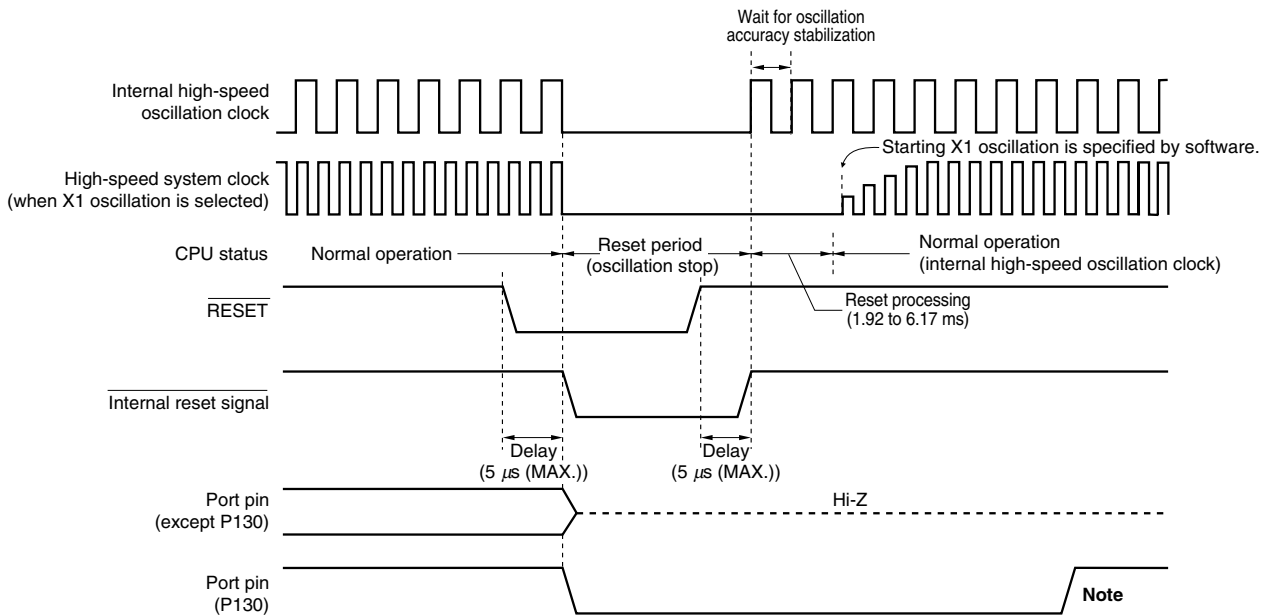 Wait for oscillation
accuracy stabilization
Internal high-speed
oscillation clock
Starting X1 oscillation is specified by software.
High-speed system clock
(when X1 oscillation is selected)
CPU status
Normal operation
Reset period
(oscillation stop)
Normal operation
(internal high-speed oscillation clock)
Reset processing
(1.92 to 6.17 ms)
RESET
Internal reset signal
Delay
(5 μs (MAX.))
Delay
(5 μs (MAX.))
Port pin
(except P130)
Hi-Z
Port pin
(P130)
Note